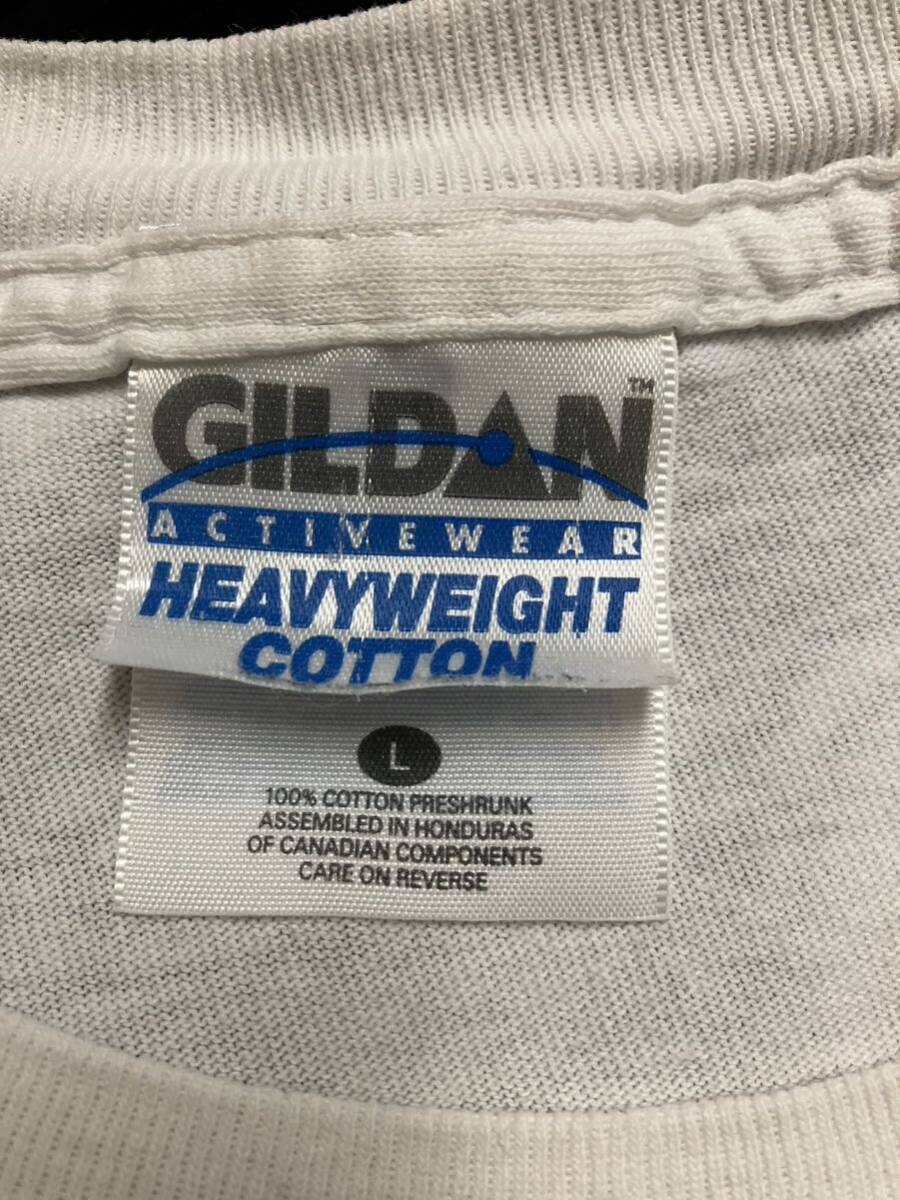 GILDAN™
ACTIVEWEAR
HEAVYWEIGHT
COTTON
L
100% COTTON PRESHRUNK
ASSEMBLED IN HONDURAS
OF CANADIAN COMPONENTS
CARE ON REVERSE